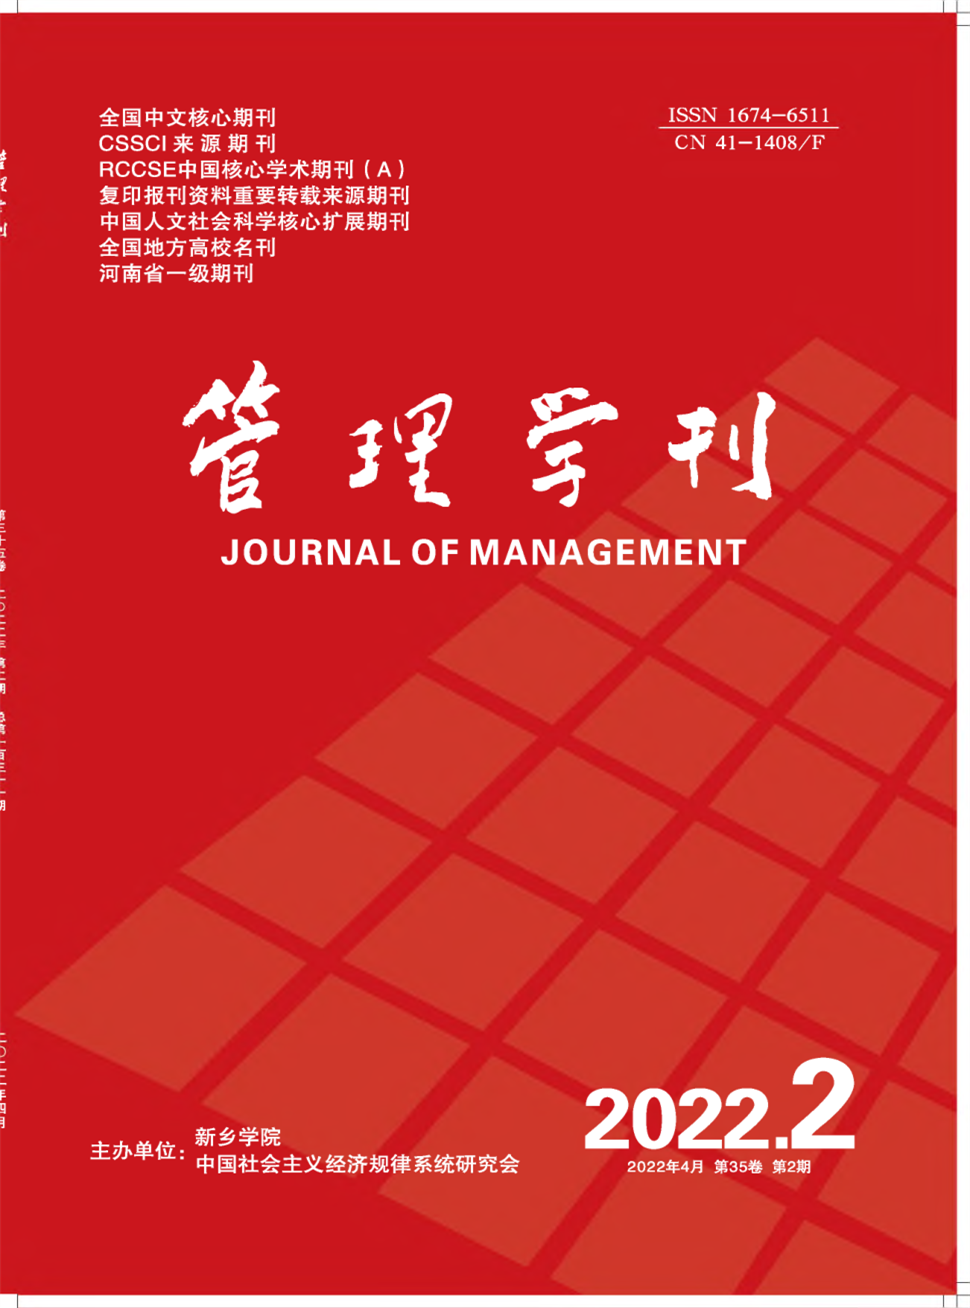 全国中文核心期刊
CSSCI 来源期刊
RCCSE中国核心学术期刊（A）
复印报刊资料重要转载来源期刊
中国人文社会科学核心扩展期刊
全国地方高校名刊
河南省一级期刊
ISSN 1674-6511
CN 41-1408/F
管理学刊
JOURNAL OF MANAGEMENT
2022.2
2022年4月 第35卷 第2期
主办单位：
新乡学院
中国社会主义经济规律系统研究会